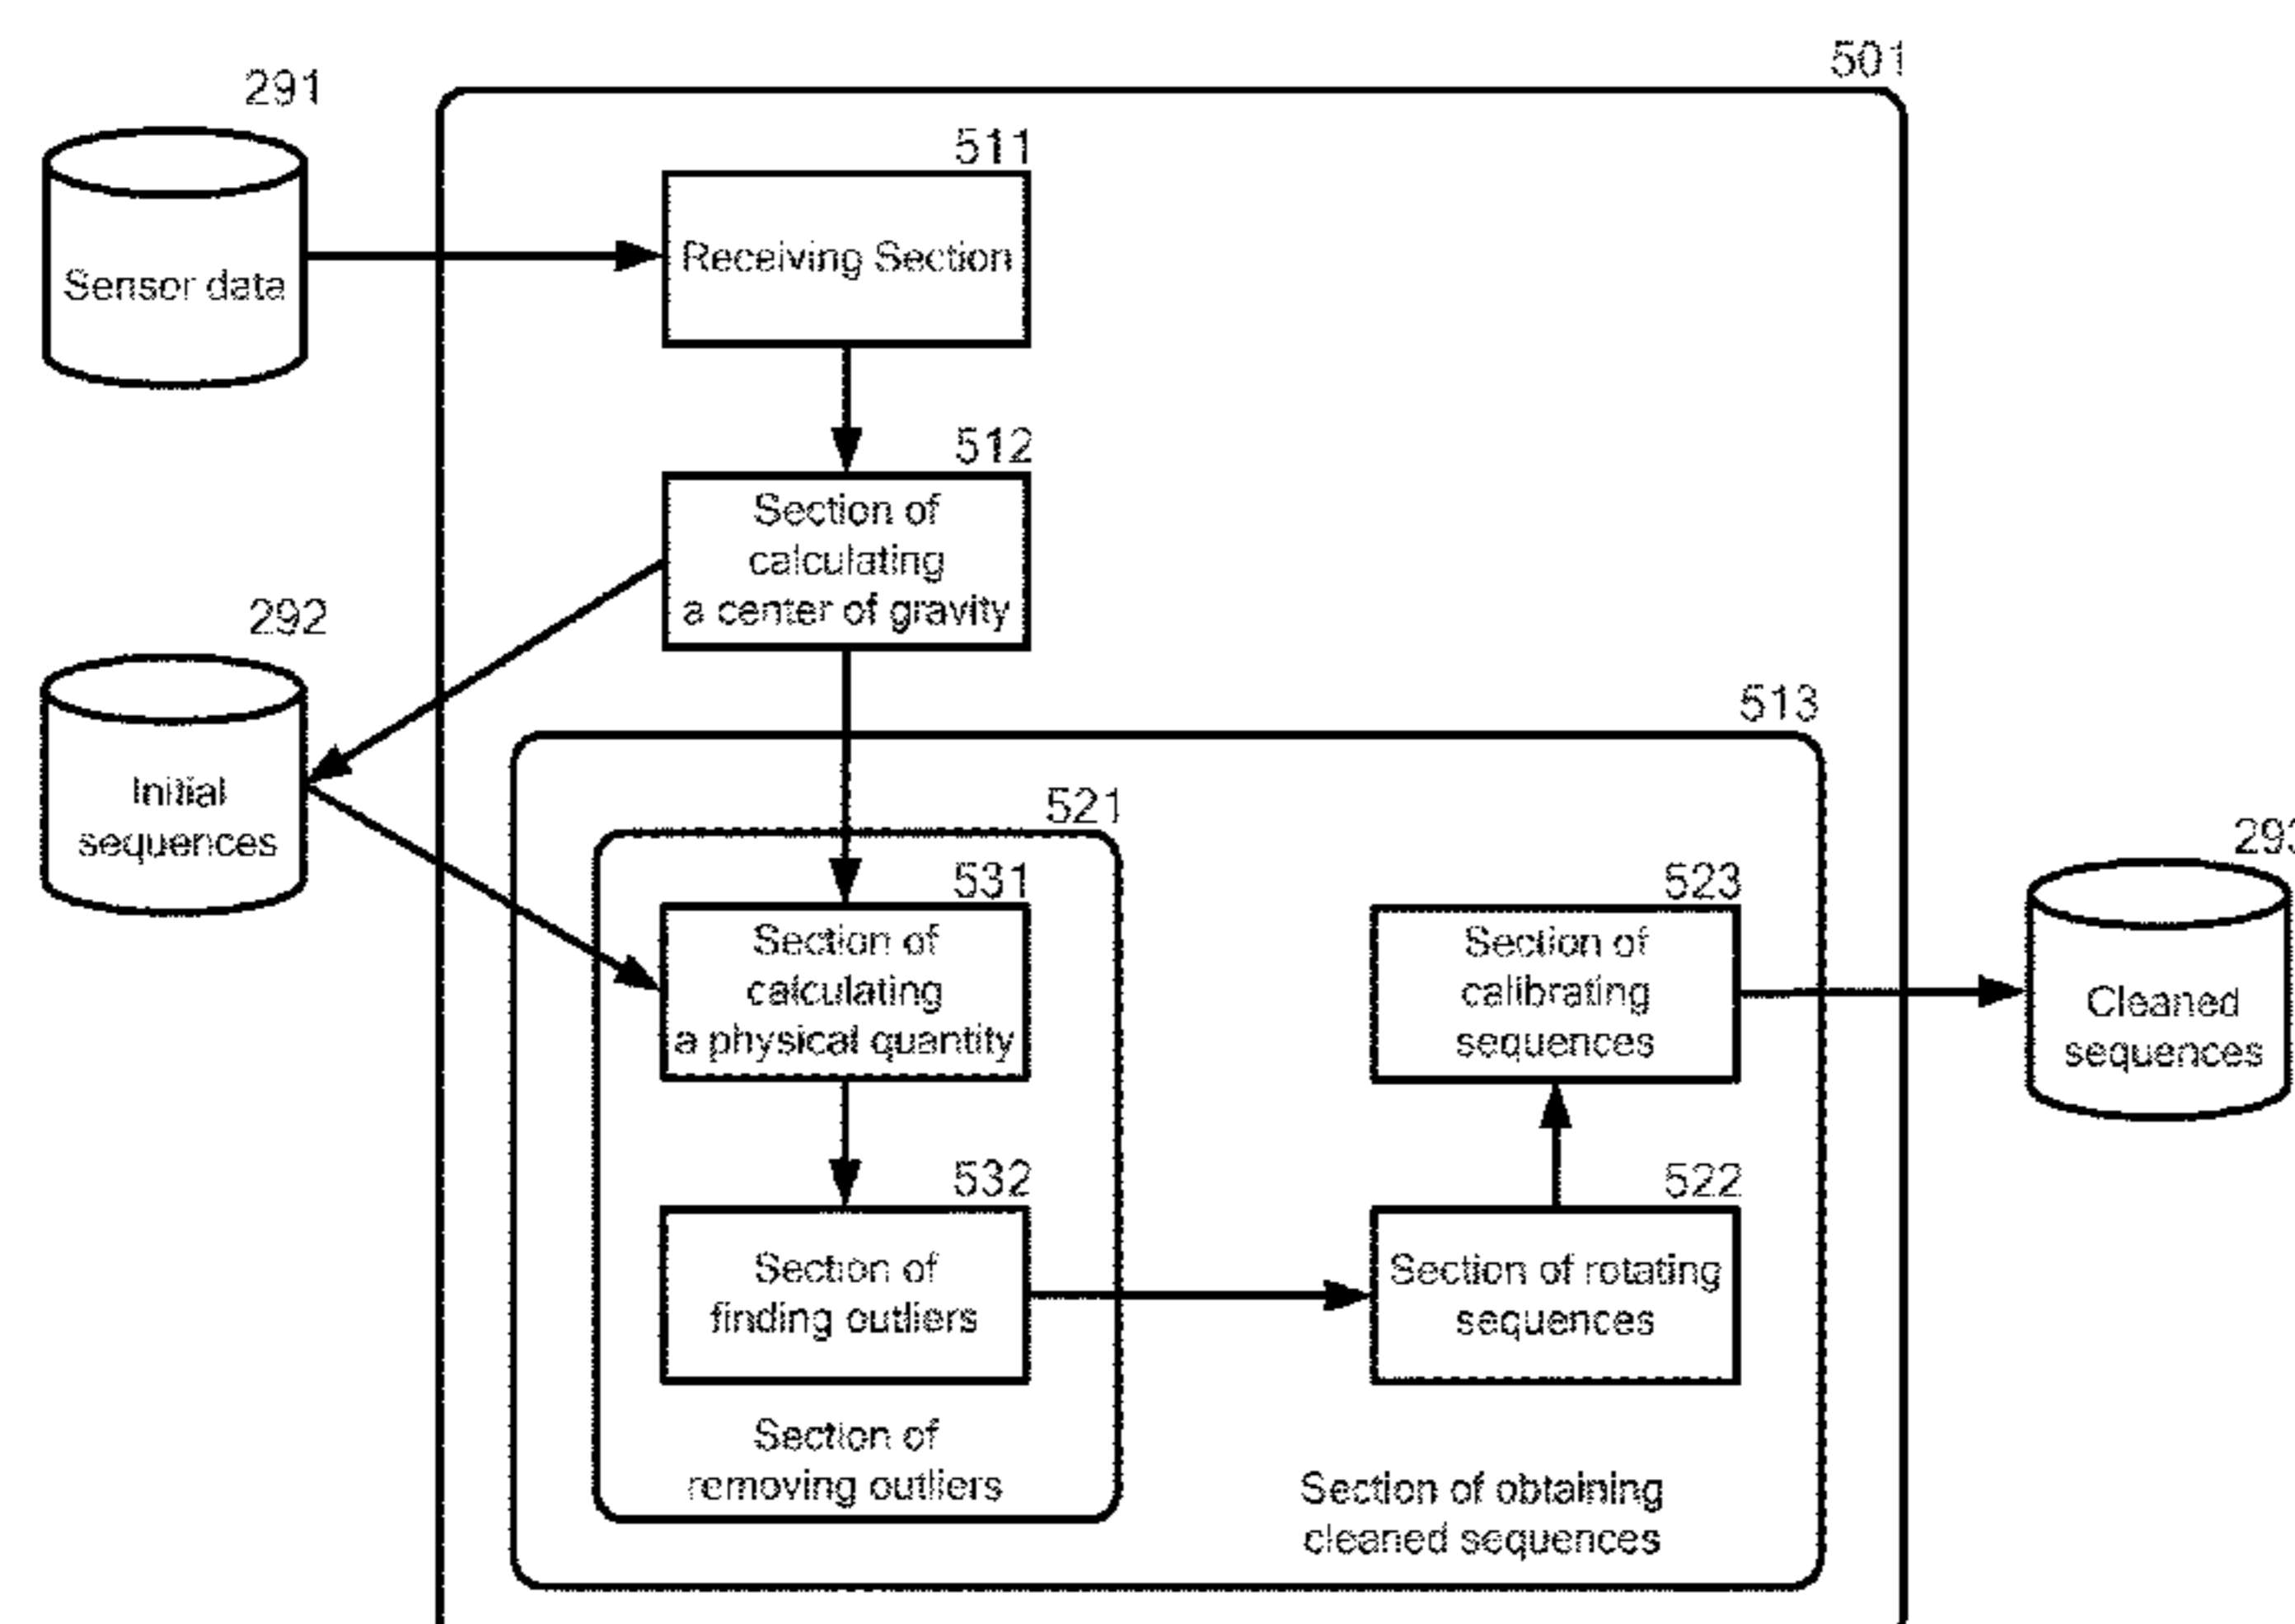 501
291
511
Receiving Section
Sensor data
512
Section of
calculating
a center of gravity
292
Initial
sequences
513
521
531
Section of
calculating
a physical quantity
523
Section of
calibrating
sequences
293
Cleaned
sequences
532
Section of
finding outliers
522
Section of rotating
sequences
Section of
removing outliers
Section of obtaining
cleaned sequences